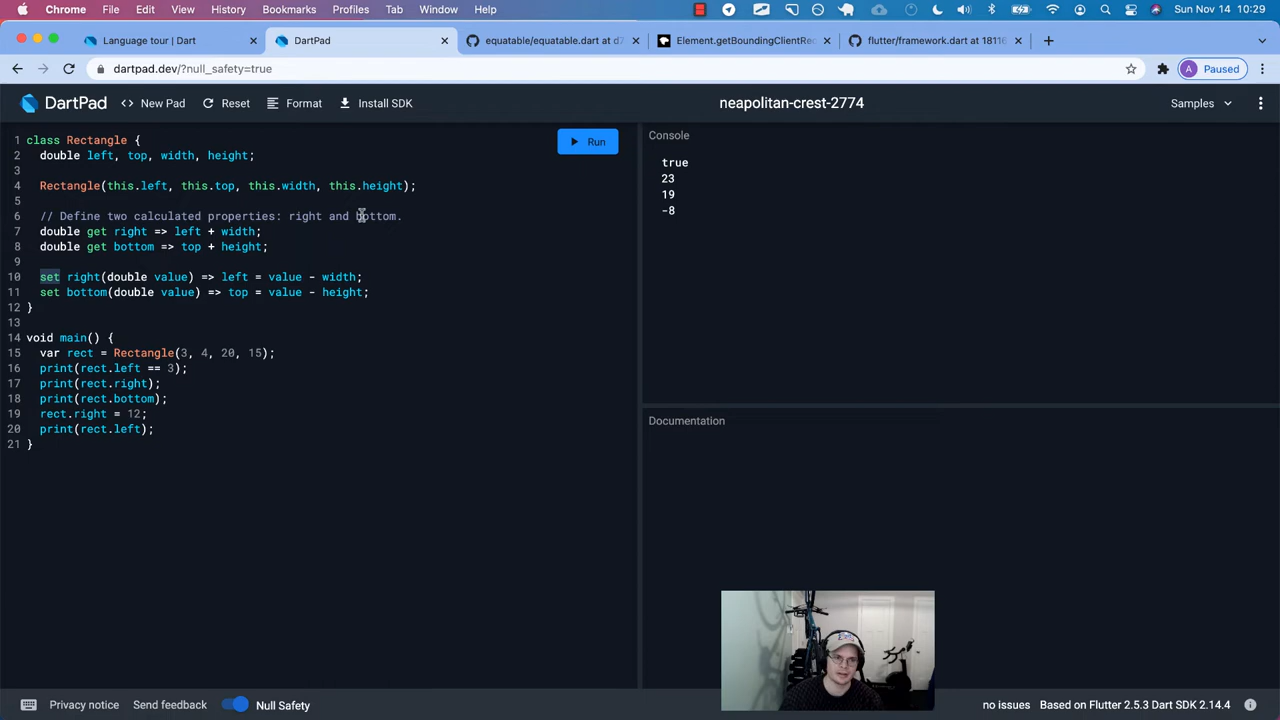 Chrome File Edit View History Bookmarks Profiles Tab Window Help Sun Nov 14 10:29
Language tour | Dart DartPad equatable/equatable.dart at d7 Element.getBoundingClientRec flutter/framework.dart at 18116
dartpad.dev/?null_safety=true A Paused
DartPad <> New Pad Reset Format Install SDK neapolitan-crest-2774 Samples
Run
Console
true
23
19
-8
1 class Rectangle {
2 double left, top, width, height;
3
4 Rectangle(this.left, this.top, this.width, this.height);
5
6 // Define two calculated properties: right and bottom.
7 double get right => left + width;
8 double get bottom => top + height;
9
10 set right(double value) => left = value - width;
11 set bottom(double value) => top = value - height;
12 }
13
14 void main() {
15 var rect = Rectangle(3, 4, 20, 15);
16 print(rect.left == 3);
17 print(rect.right);
18 print(rect.bottom);
19 rect.right = 12;
20 print(rect.left);
21 }
Documentation
Privacy notice Send feedback Null Safety no issues Based on Flutter 2.5.3 Dart SDK 2.14.4